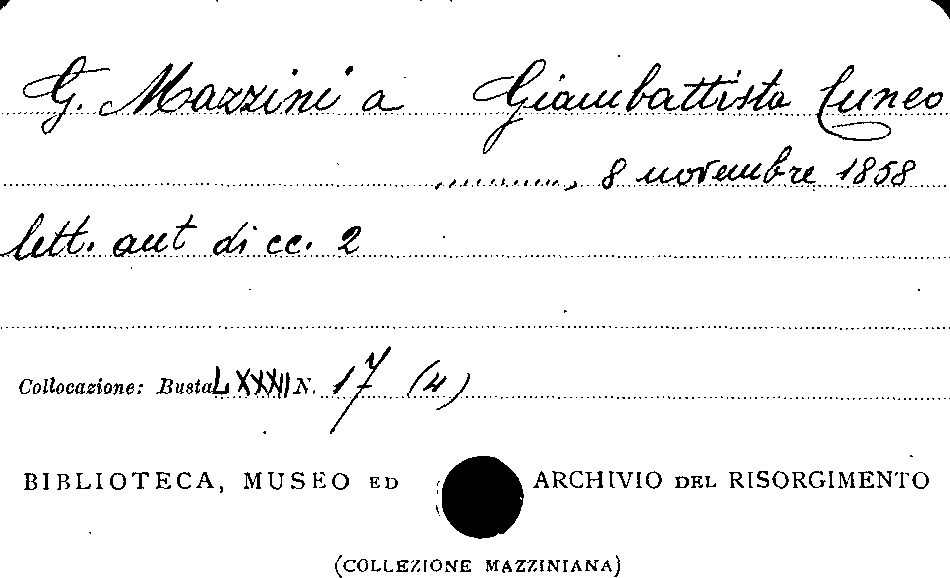 G. Mazzini a Giambattista Cuneo
........., 8 novembre 1858
lett. aut di cc. 2
Collocazione: Busta LXXXII N. 17 (4)
BIBLIOTECA, MUSEO ED ARCHIVIO DEL RISORGIMENTO
(COLLEZIONE MAZZINIANA)